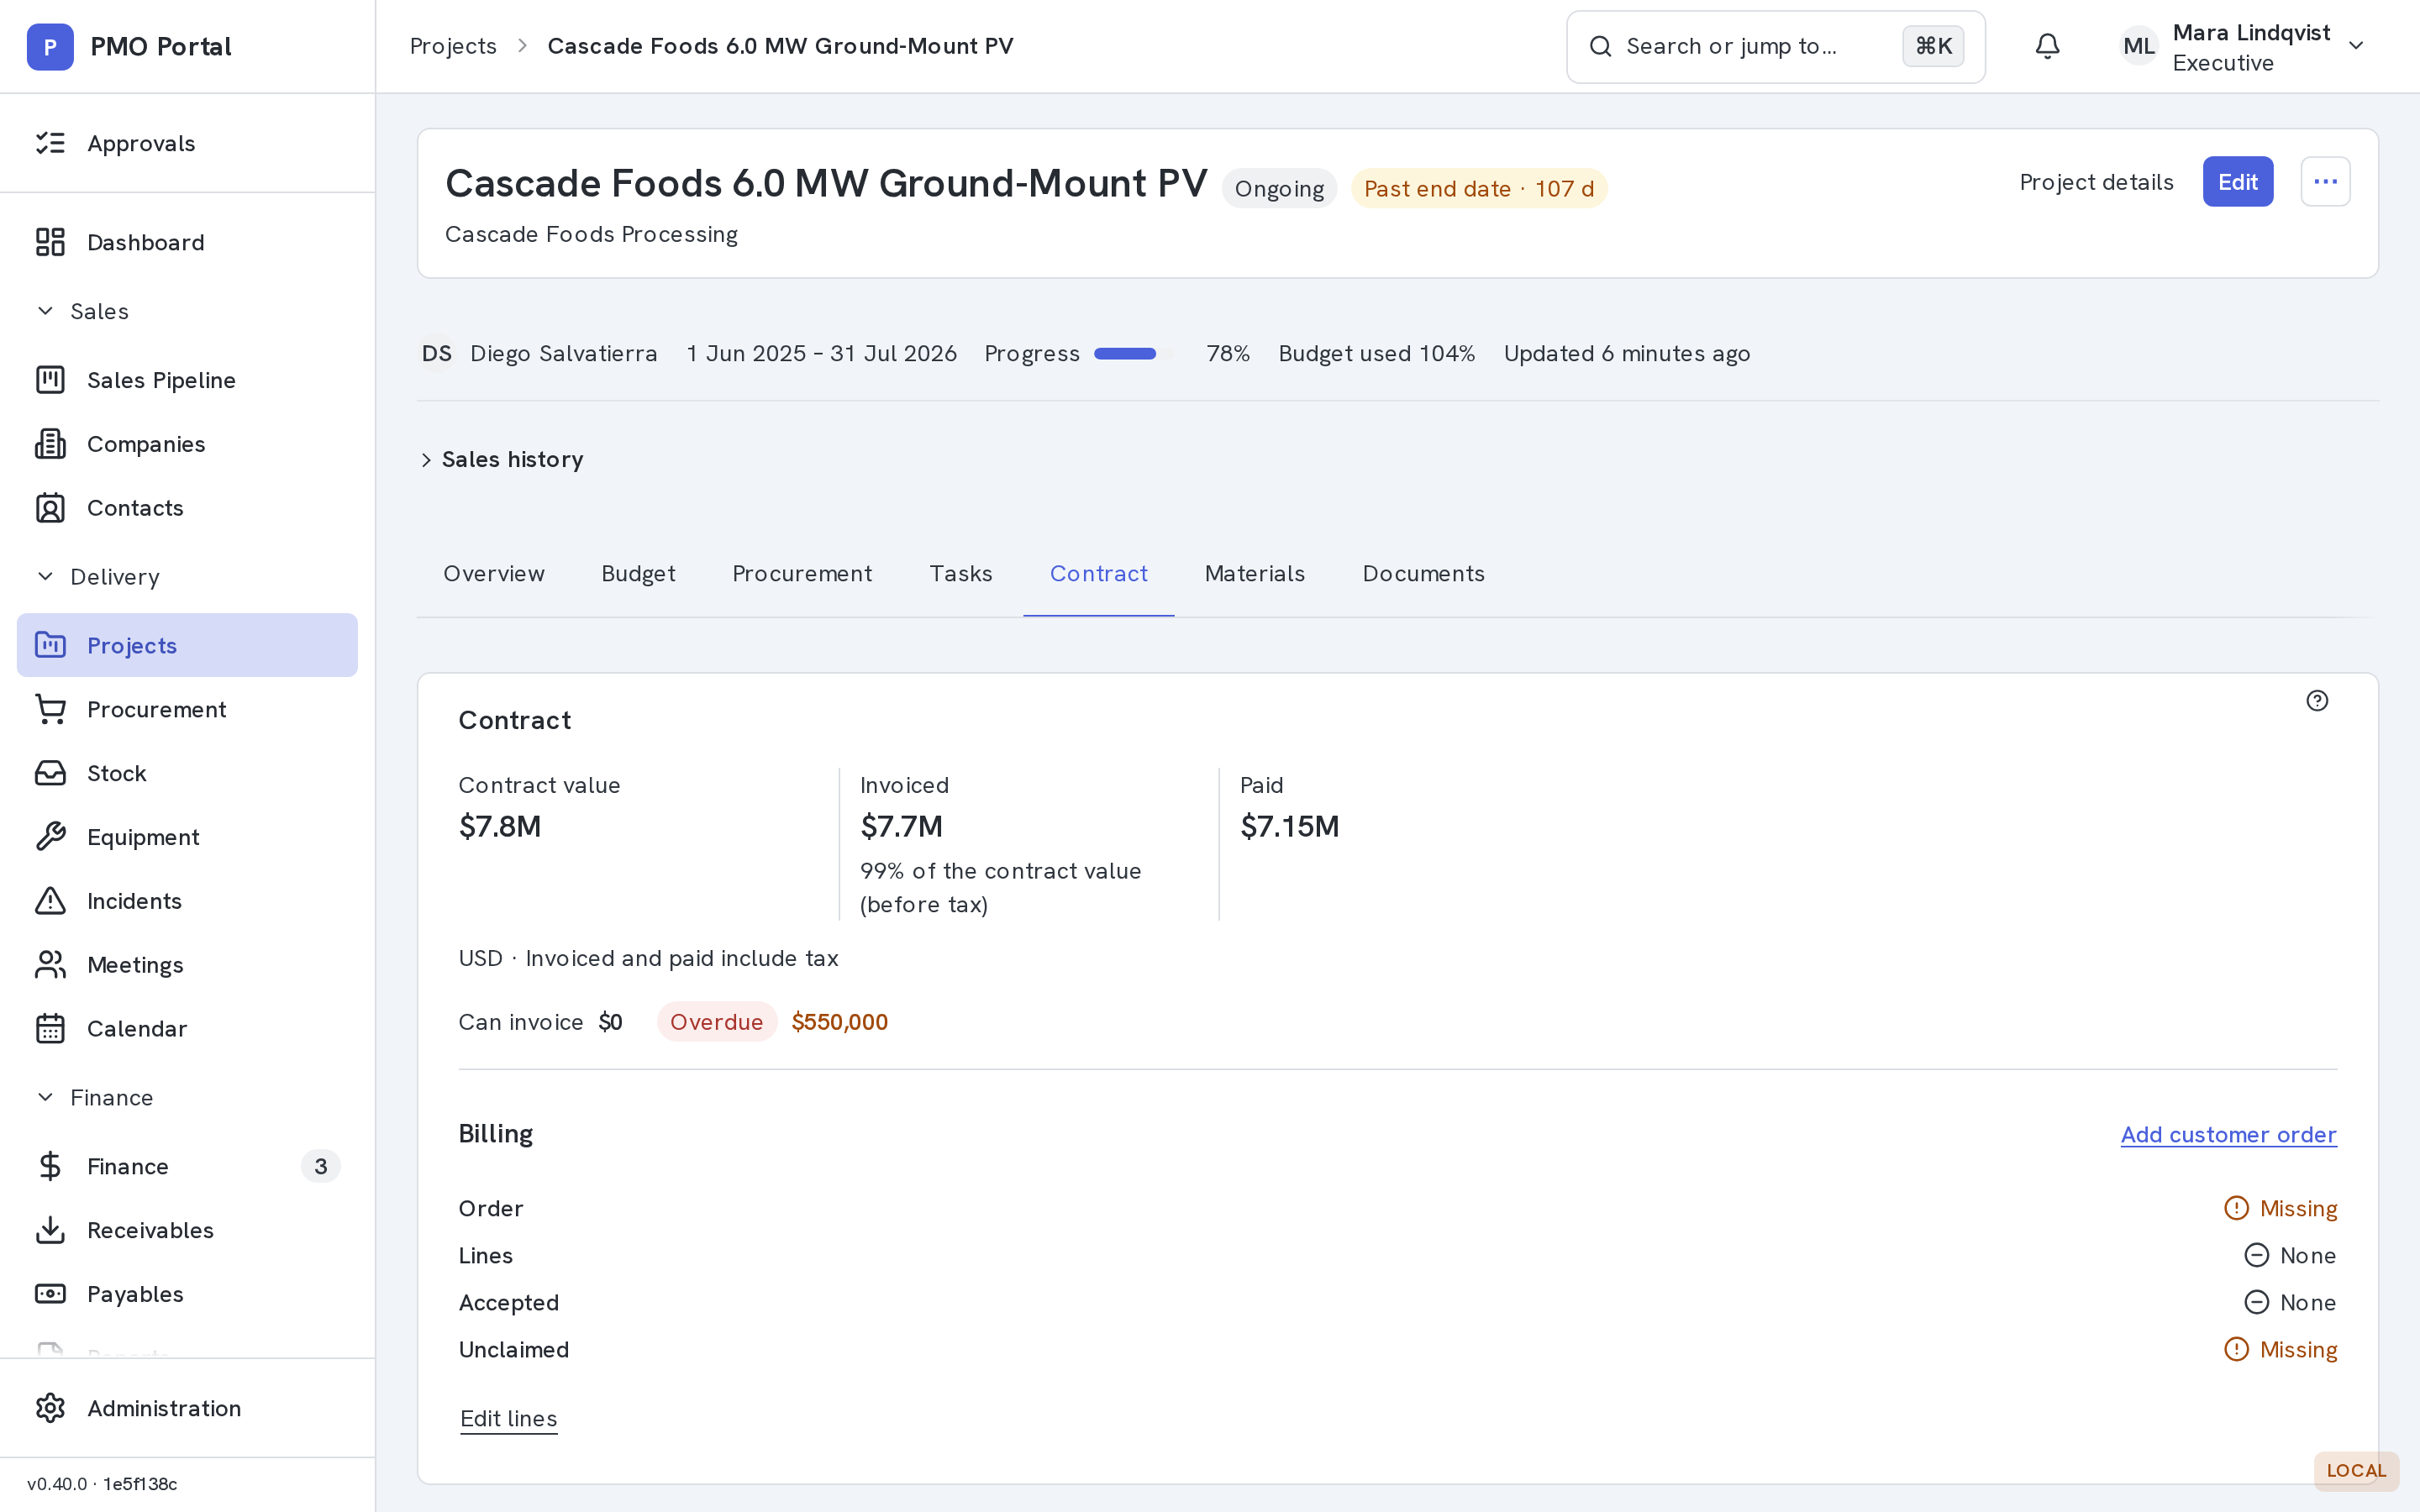 P PMO Portal
Projects > Cascade Foods 6.0 MW Ground-Mount PV
Search or jump to... ⌘K
ML Mara Lindqvist
Executive
Approvals
Dashboard
Sales
Sales Pipeline
Companies
Contacts
Delivery
Projects
Procurement
Stock
Equipment
Incidents
Meetings
Calendar
Finance
Finance 3
Receivables
Payables
Reports
Administration
v0.40.0 · 1e5f138c
Cascade Foods 6.0 MW Ground-Mount PV Ongoing Past end date · 107 d
Project details Edit ...
Cascade Foods Processing
DS Diego Salvatierra 1 Jun 2025 – 31 Jul 2026 Progress 78% Budget used 104% Updated 6 minutes ago
Sales history
Overview Budget Procurement Tasks Contract Materials Documents
Contract
Contract value Invoiced Paid
$7.8M $7.7M $7.15M
99% of the contract value
(before tax)
USD · Invoiced and paid include tax
Can invoice $0 Overdue $550,000
Billing Add customer order
Order Missing
Lines None
Accepted None
Unclaimed Missing
Edit lines
LOCAL